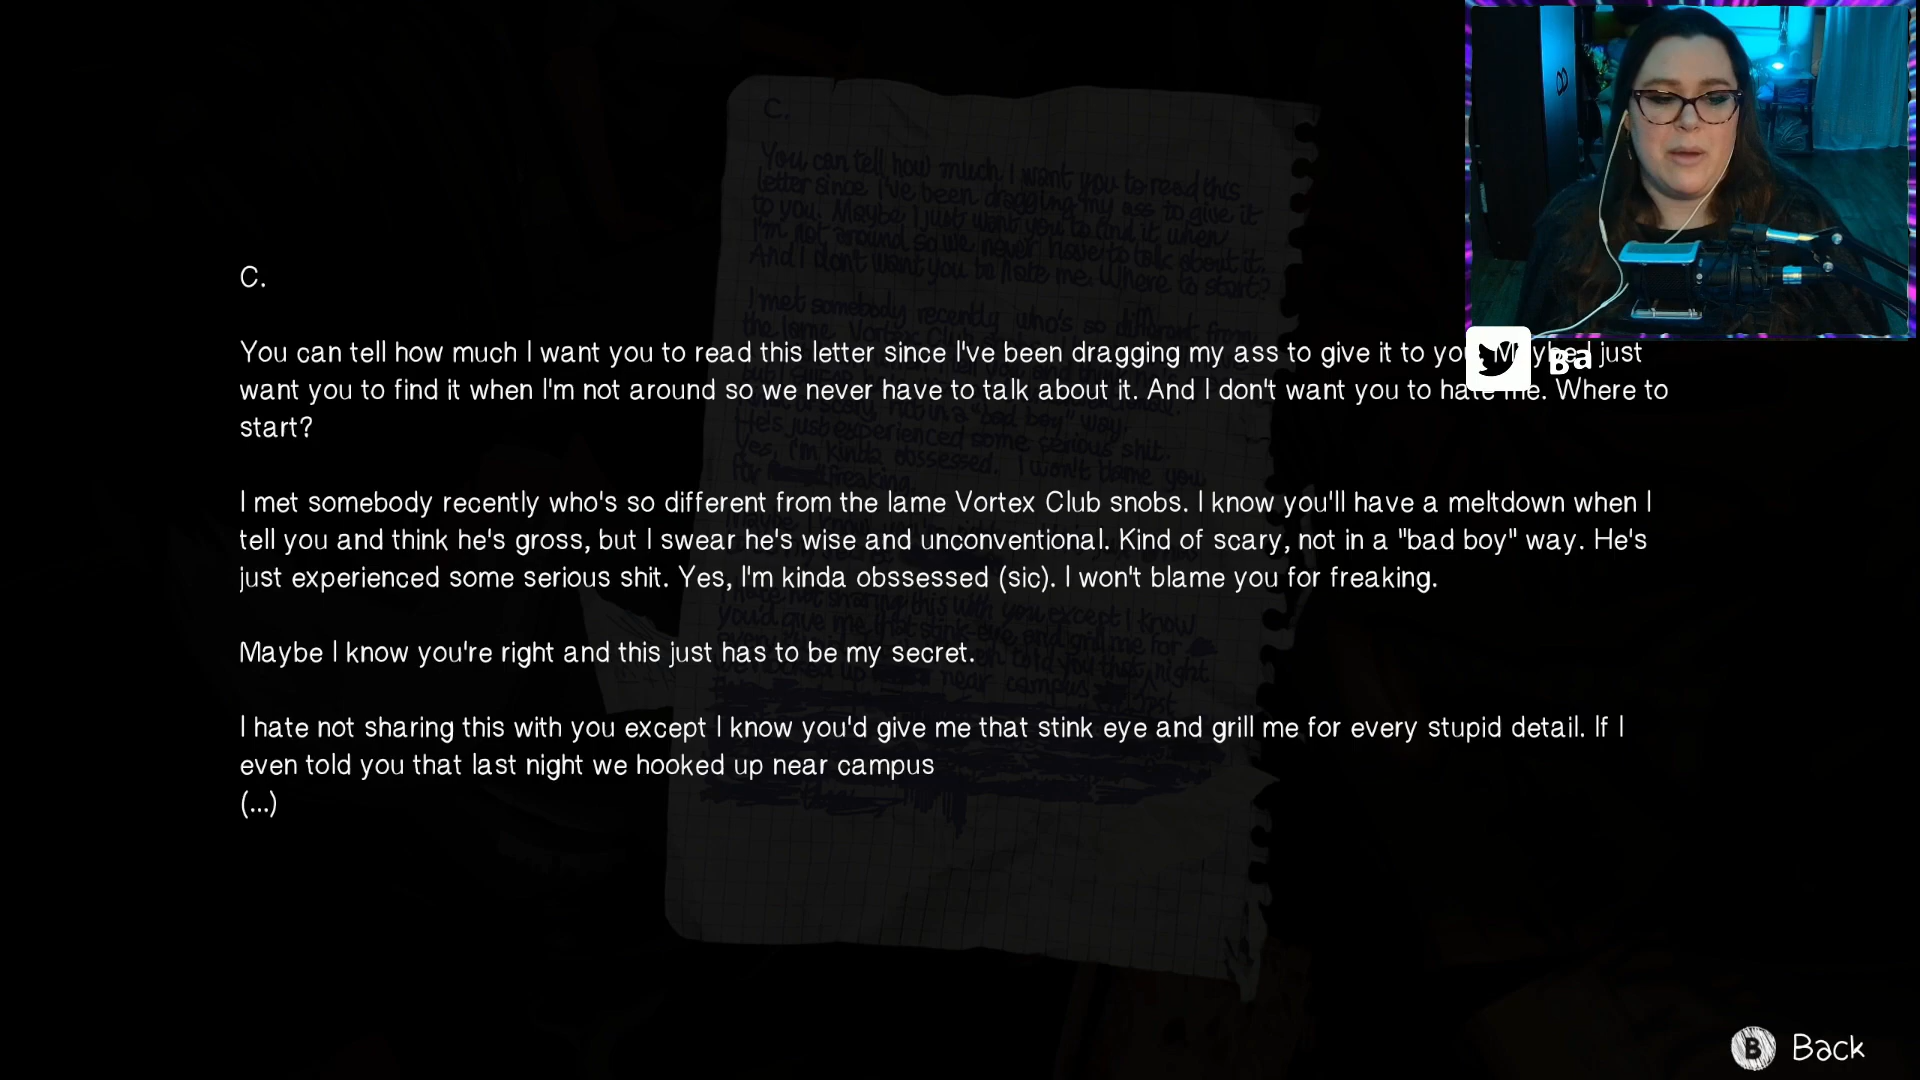 C.
You can tell how much I want you to read this letter since I've been dragging my ass to give it to you. Maybe I just
want you to find it when I'm not around so we never have to talk about it. And I don't want you to hate me. Where to
start?
I met somebody recently who's so different from the lame Vortex Club snobs. I know you'll have a meltdown when I
tell you and think he's gross, but I swear he's wise and unconventional. Kind of scary, not in a "bad boy" way. He's
just experienced some serious shit. Yes, I'm kinda obssessed (sic). I won't blame you for freaking.
Maybe I know you're right and this just has to be my secret.
I hate not sharing this with you except I know you'd give me that stink eye and grill me for every stupid detail. If I
even told you that last night we hooked up near campus
(...)
Ba
B Back